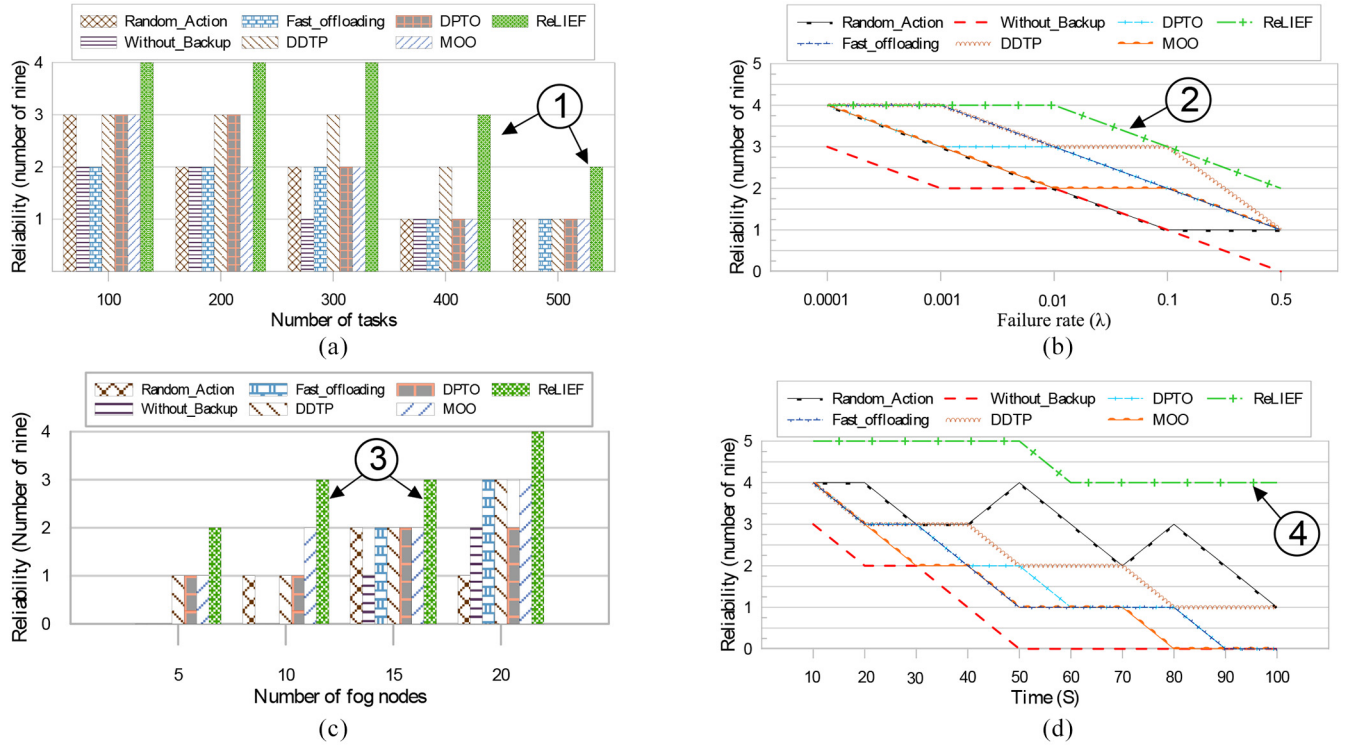 Random_Action Fast_offloading DPTO ReLIEF
Without_Backup DDTP MOO
Reliability (number of nine)
4
3
2
1
1
100 200 300 400 500
Number of tasks
(a)
Random_Action Without_Backup DPTO ReLIEF
Fast_offloading DDTP MOO
Reliability (number of nine)
5
4
3
2
1
0
2
0.0001 0.001 0.01 0.1 0.5
Failure rate (λ)
(b)
Random_Action Fast_offloading DPTO ReLIEF
Without_Backup DDTP MOO
Reliability (Number of nine)
4
3
2
1
0
3
5 10 15 20
Number of fog nodes
(c)
Random_Action Without_Backup DPTO ReLIEF
Fast_offloading DDTP MOO
Reliability (number of nine)
5
4
3
2
1
0
4
10 20 30 40 50 60 70 80 90 100
Time (S)
(d)